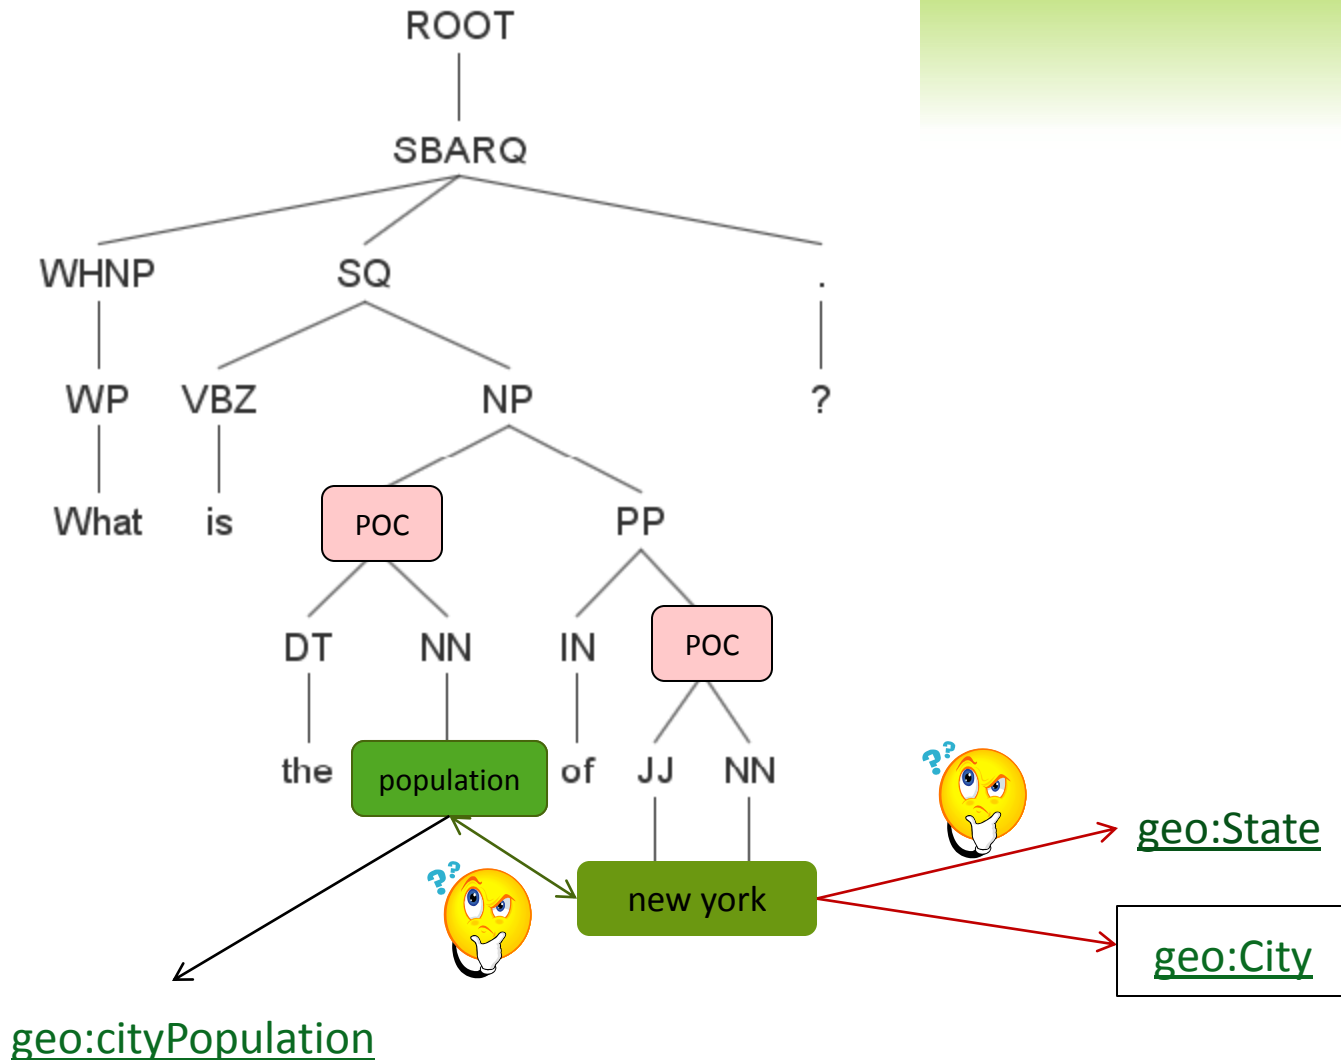 ROOT
SBARQ
WHNP SQ .
WP VBZ NP ?
What is POC PP
DT NN IN POC
the population of JJ NN
?? geo:State
?? new york
geo:City
geo:cityPopulation